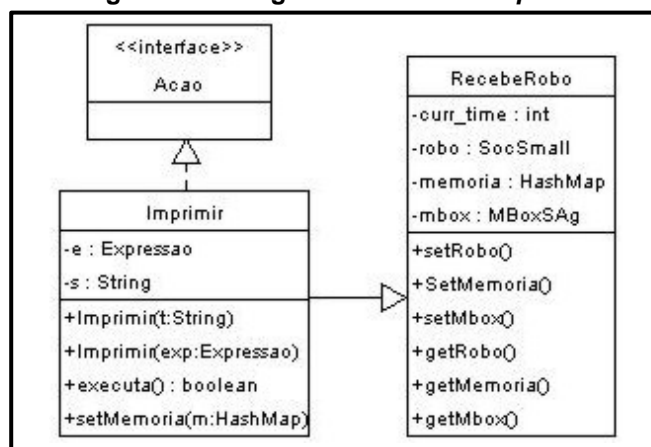 <<interface>>
Acao
Imprimir
-e : Expressao
-s : String
+Imprimir(t:String)
+Imprimir(exp:Expressao)
+executa() : boolean
+setMemoria(m:HashMap)
RecebeRobo
-curr_time : int
-robo : SocSmall
-memoria : HashMap
-mbox : MBoxSAg
+setRobo()
+SetMemoria()
+setMbox()
+getRobo()
+getMemoria()
+getMbox()